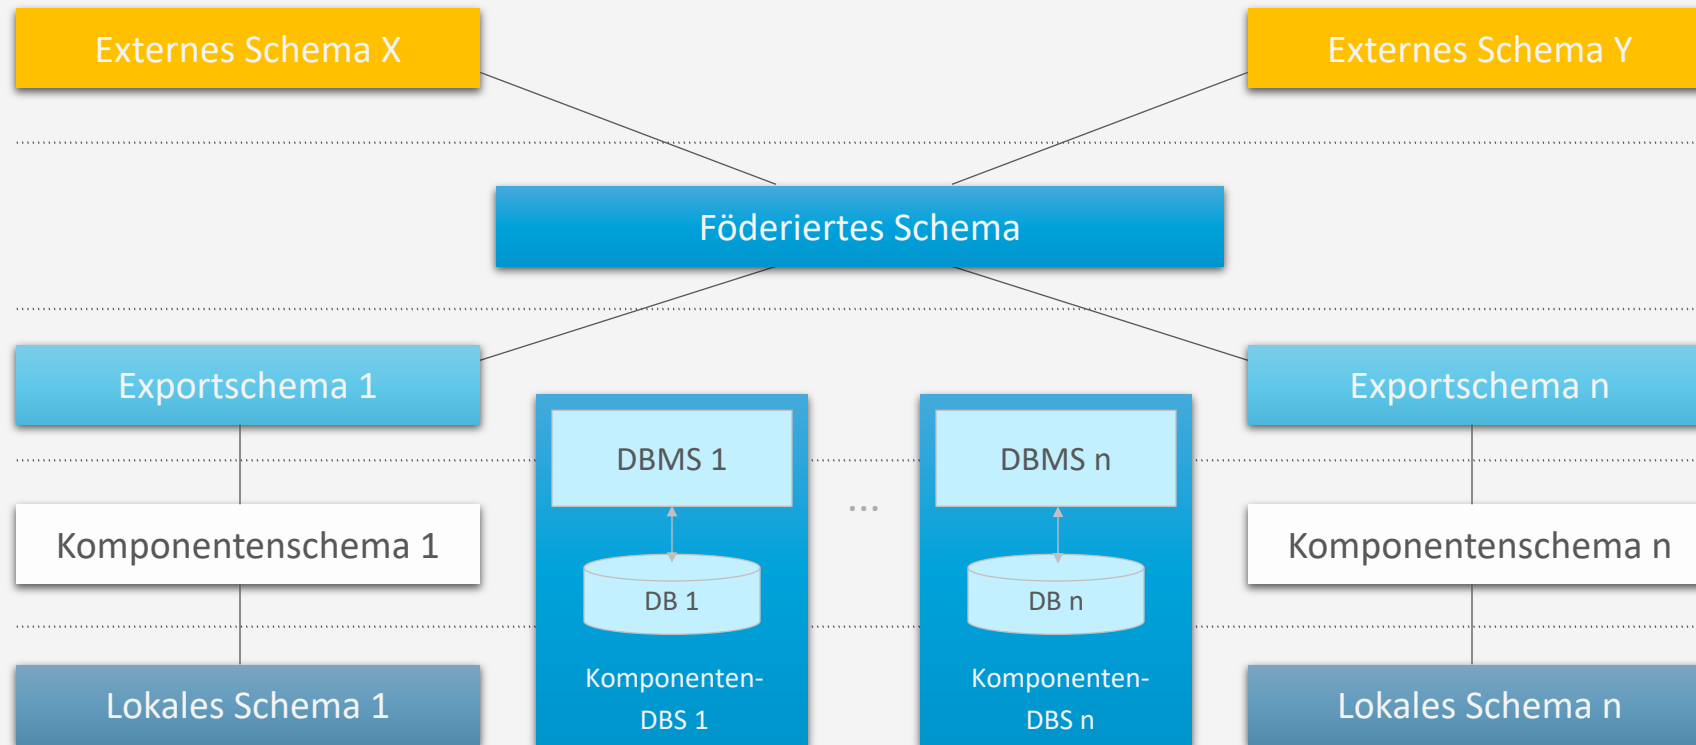 Externes Schema X
Externes Schema Y
Föderiertes Schema
Exportschema 1
Exportschema n
DBMS 1
DBMS n
...
Komponentenschema 1
Komponentenschema n
DB 1
DB n
Lokales Schema 1
Komponenten-
DBS 1
Komponenten-
DBS n
Lokales Schema n